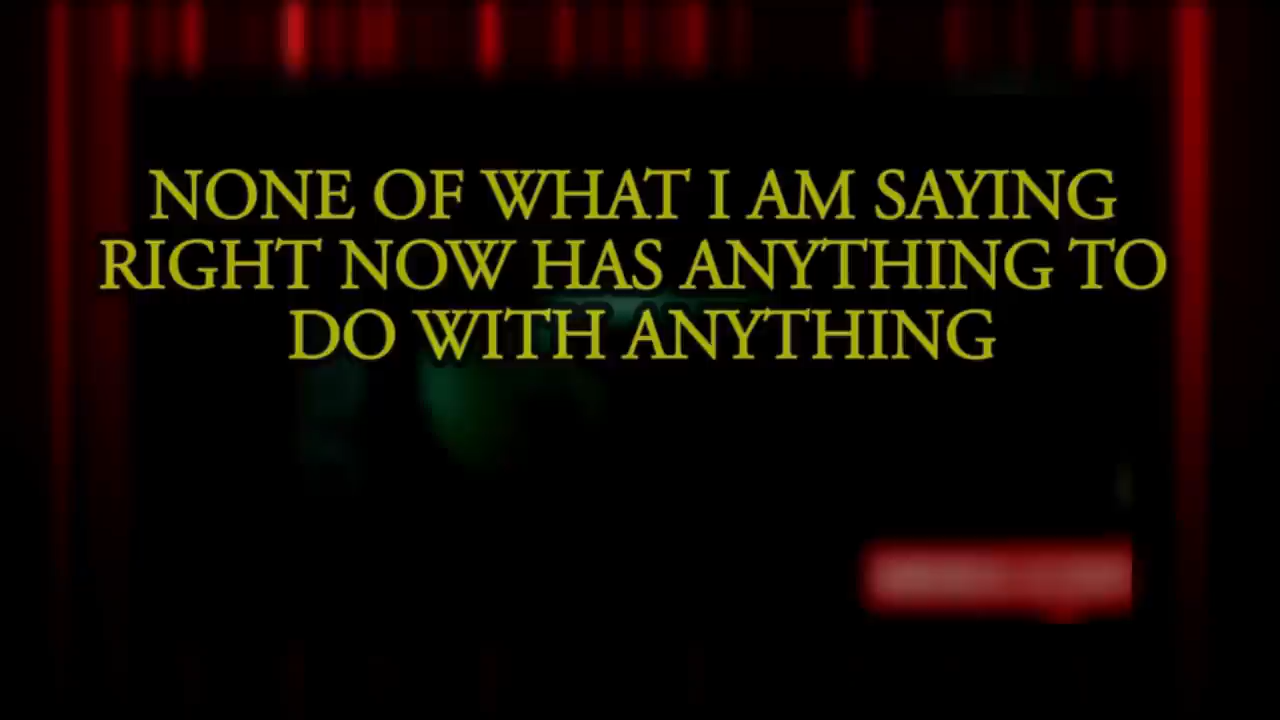 NONE OF WHAT I AM SAYING
RIGHT NOW HAS ANYTHING TO
DO WITH ANYTHING